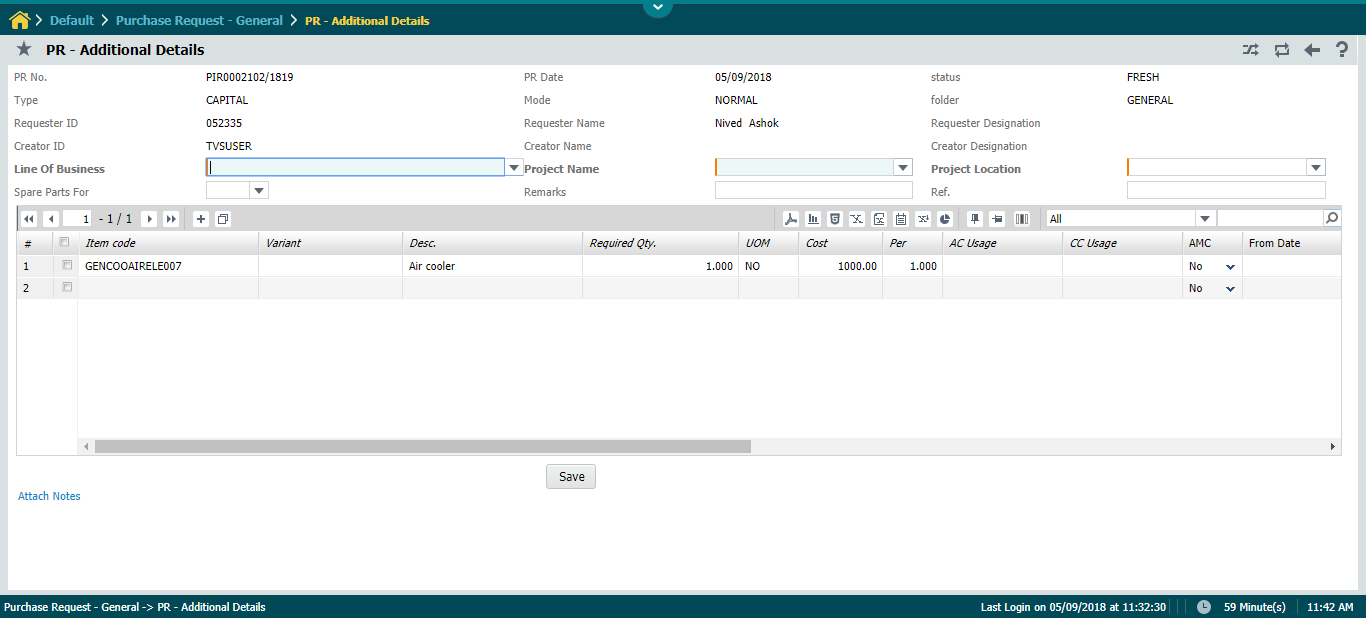 Default > Purchase Request - General > PR - Additional Details
PR - Additional Details
PR No. PIR0002102/1819 PR Date 05/09/2018 status FRESH
Type CAPITAL Mode NORMAL folder GENERAL
Requester ID 052335 Requester Name Nived Ashok Requester Designation
Creator ID TVSUSER Creator Name Creator Designation
Line Of Business Project Name Project Location
Spare Parts For Remarks Ref.
1 - 1 / 1 All
# Item code Variant Desc. Required Qty. UOM Cost Per AC Usage CC Usage AMC From Date
1 GENCOOAIRELE007 Air cooler 1.000 NO 1000.00 1.000 No
2 No
Save
Attach Notes
Purchase Request - General -> PR - Additional Details Last Login on 05/09/2018 at 11:32:30 59 Minute(s) 11:42 AM